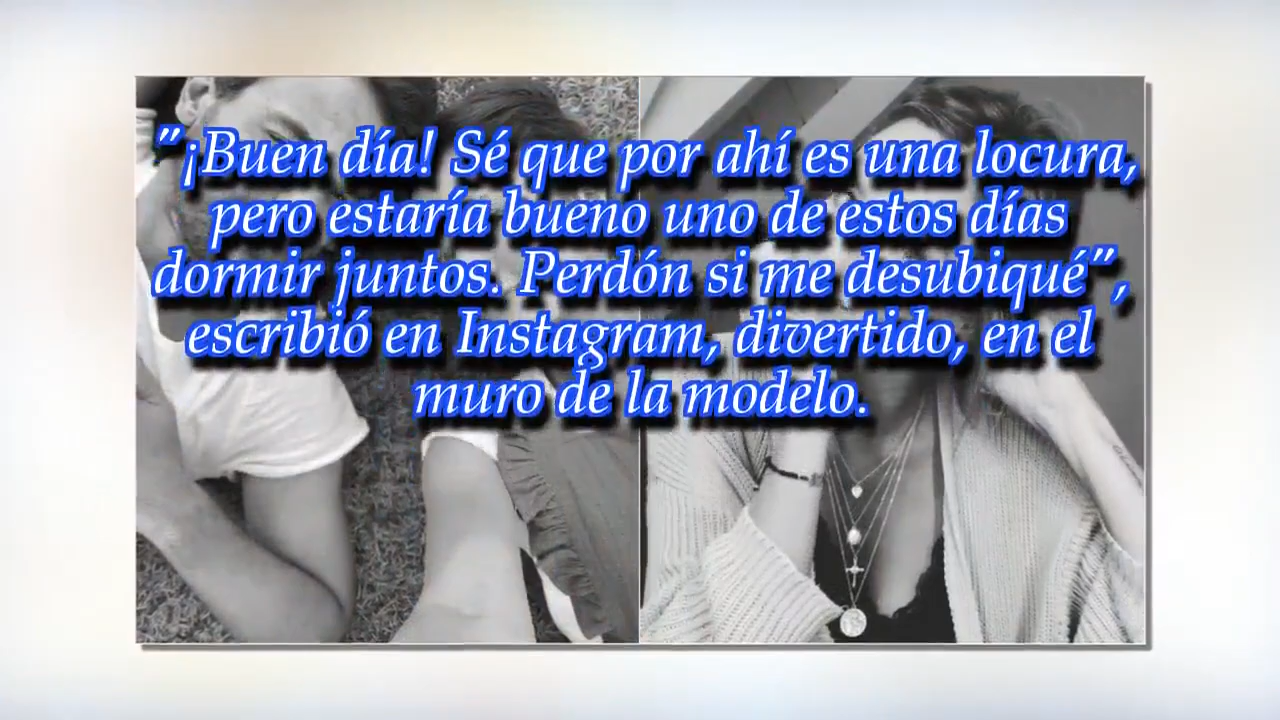 "¡Buen día! Sé que por ahí es una locura,
pero estaría bueno uno de estos días
dormir juntos. Perdón si me desubiqué",
escribió en Instagram, divertido, en el
muro de la modelo.